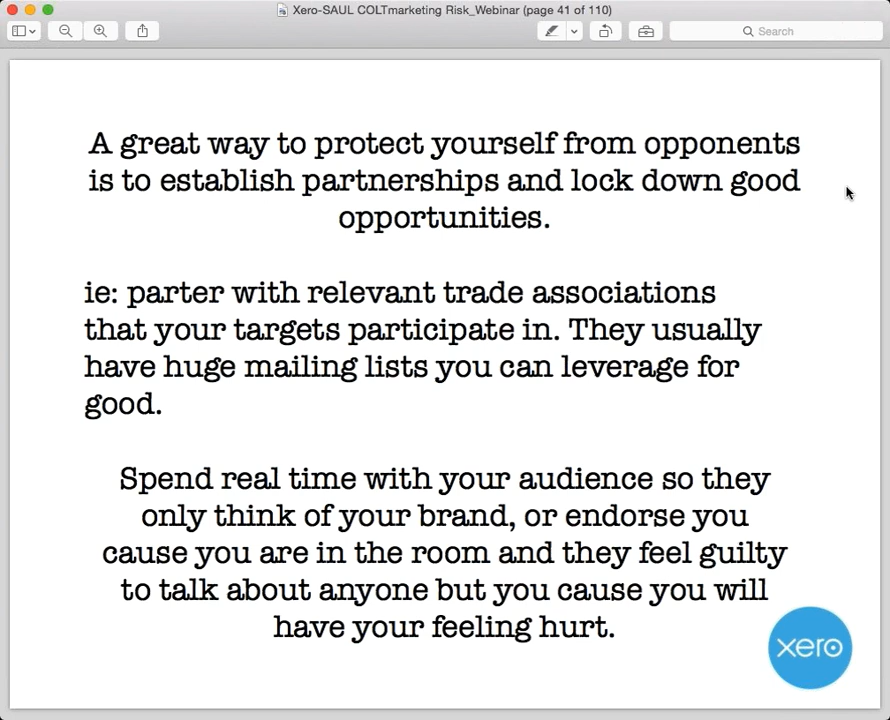 Xero-SAUL COLTmarketing Risk_Webinar (page 41 of 110)
Search
A great way to protect yourself from opponents
is to establish partnerships and lock down good
opportunities.
ie: parter with relevant trade associations
that your targets participate in. They usually
have huge mailing lists you can leverage for
good.
Spend real time with your audience so they
only think of your brand, or endorse you
cause you are in the room and they feel guilty
to talk about anyone but you cause you will
have your feeling hurt.
xero